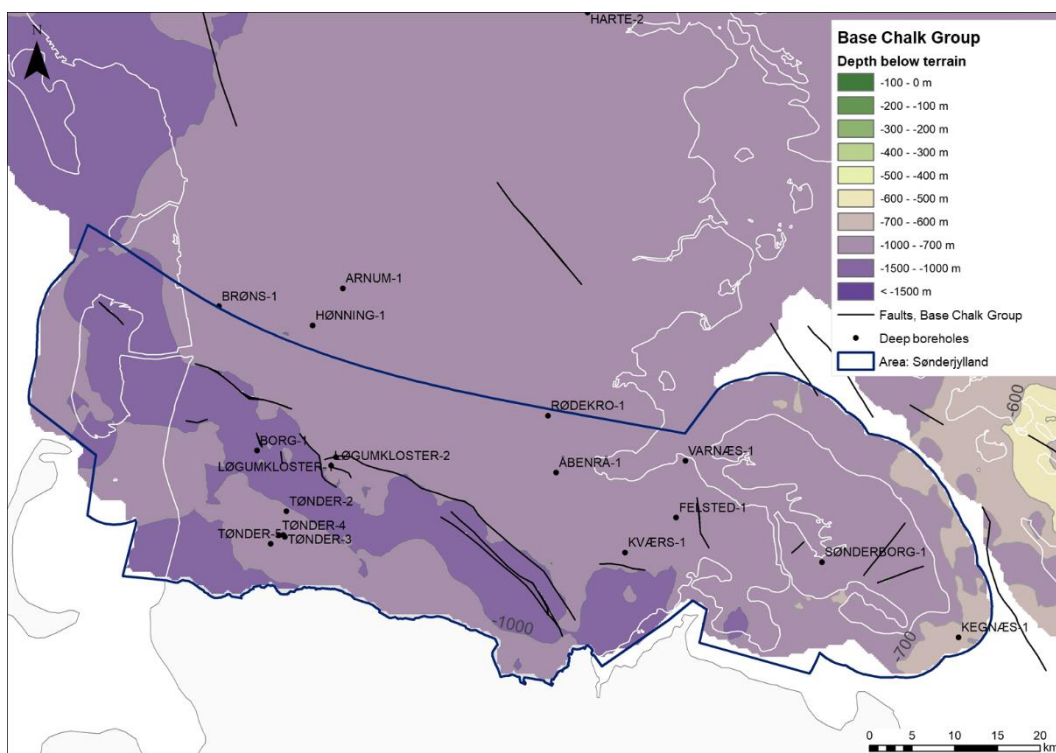 N
HARTE-2
Base Chalk Group
Depth below terrain
-100 - 0 m
-200 - -100 m
-300 - -200 m
-400 - -300 m
-500 - -400 m
-600 - -500 m
-700 - -600 m
-1000 - -700 m
-1500 - -1000 m
< -1500 m
Faults, Base Chalk Group
Deep boreholes
Area: Sønderjylland
ARNUM-1
BRØNS-1
HØNNING-1
-600
RØDEKRO-1
BORG-1
LØGUMKLOSTER-2
VARNÆS-1
LØGUMKLOSTER-
ÅBENRÅ-1
TØNDER-2
FELSTED-1
TØNDER-4
TØNDER-5
TØNDER-3
KVÆRS-1
SØNDERBORG-1
-1000
-700
KEGNÆS-1
0 5 10 15 20
km